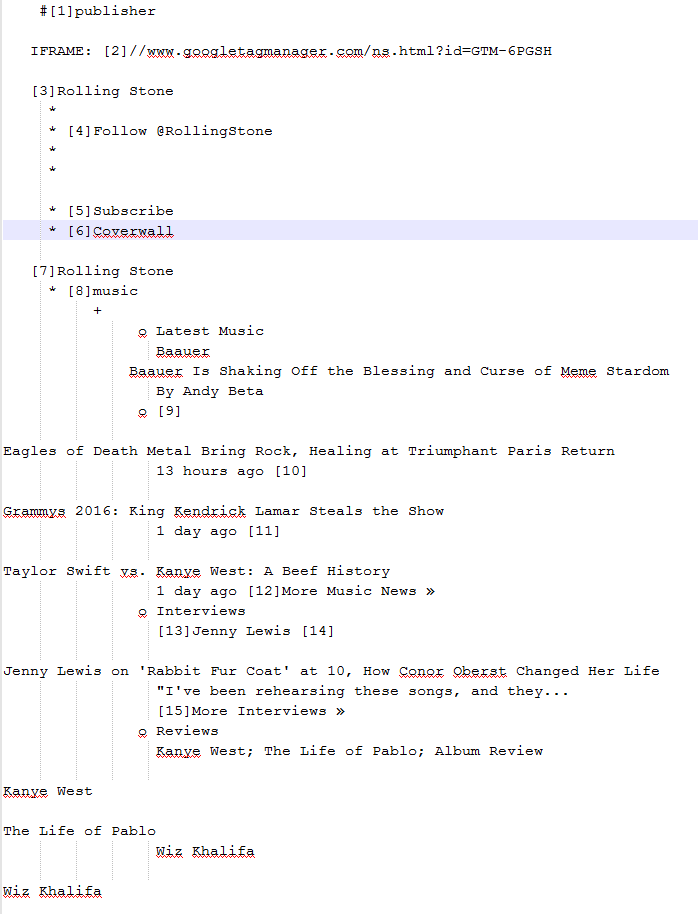 #[1]publisher
IFRAME: [2]//www.googletagmanager.com/ns.html?id=GTM-6PGSH
[3]Rolling Stone
*
* [4]Follow @RollingStone
*
*
* [5]Subscribe
* [6]Coverwall
[7]Rolling Stone
* [8]music
+
o Latest Music
Baauer
Baauer Is Shaking Off the Blessing and Curse of Meme Stardom
By Andy Beta
o [9]
Eagles of Death Metal Bring Rock, Healing at Triumphant Paris Return
13 hours ago [10]
Grammys 2016: King Kendrick Lamar Steals the Show
1 day ago [11]
Taylor Swift vs. Kanye West: A Beef History
1 day ago [12]More Music News »
o Interviews
[13]Jenny Lewis [14]
Jenny Lewis on 'Rabbit Fur Coat' at 10, How Conor Oberst Changed Her Life
"I've been rehearsing these songs, and they...
[15]More Interviews »
o Reviews
Kanye West; The Life of Pablo; Album Review
Kanye West
The Life of Pablo
Wiz Khalifa
Wiz Khalifa